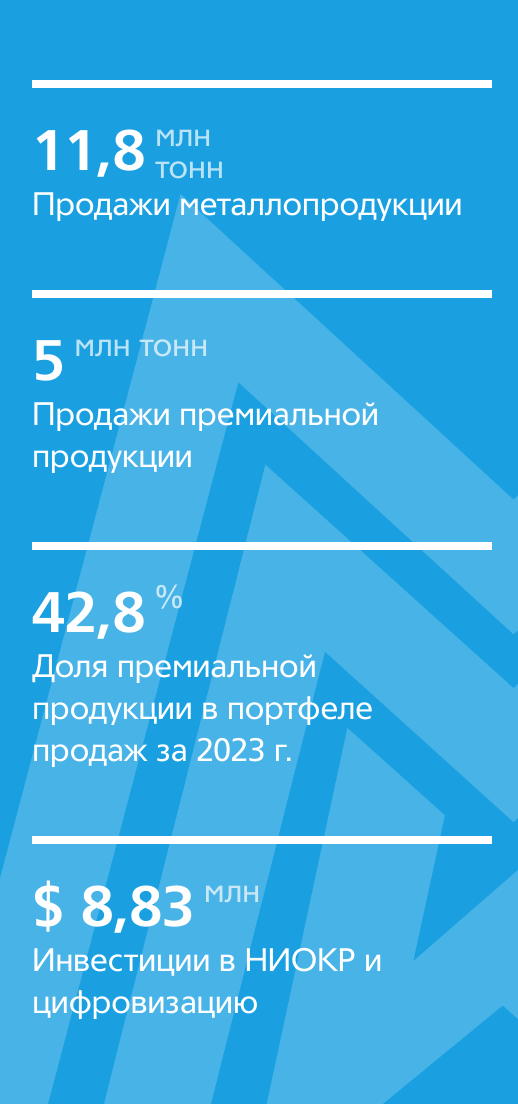 11,8 млн
тонн
Продажи металлопродукции
5 млн тонн
Продажи премиальной
продукции
42,8 %
Доля премиальной
продукции в портфеле
продаж за 2023 г.
$ 8,83 млн
Инвестиции в НИОКР и
цифровизацию